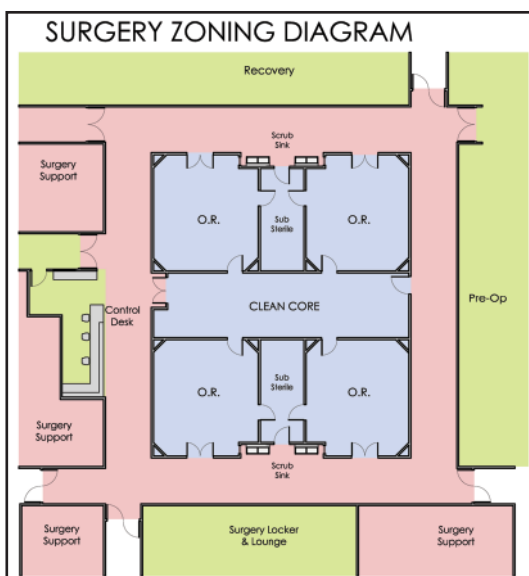 SURGERY ZONING DIAGRAM
Recovery
Scrub
Sink
Surgery
Support
O.R.
Sub
Sterile
O.R.
Pre-Op
Control
Desk
CLEAN CORE
O.R.
Sub
Sterile
O.R.
Surgery
Support
Scrub
Sink
Surgery
Support
Surgery Locker
& Lounge
Surgery
Support